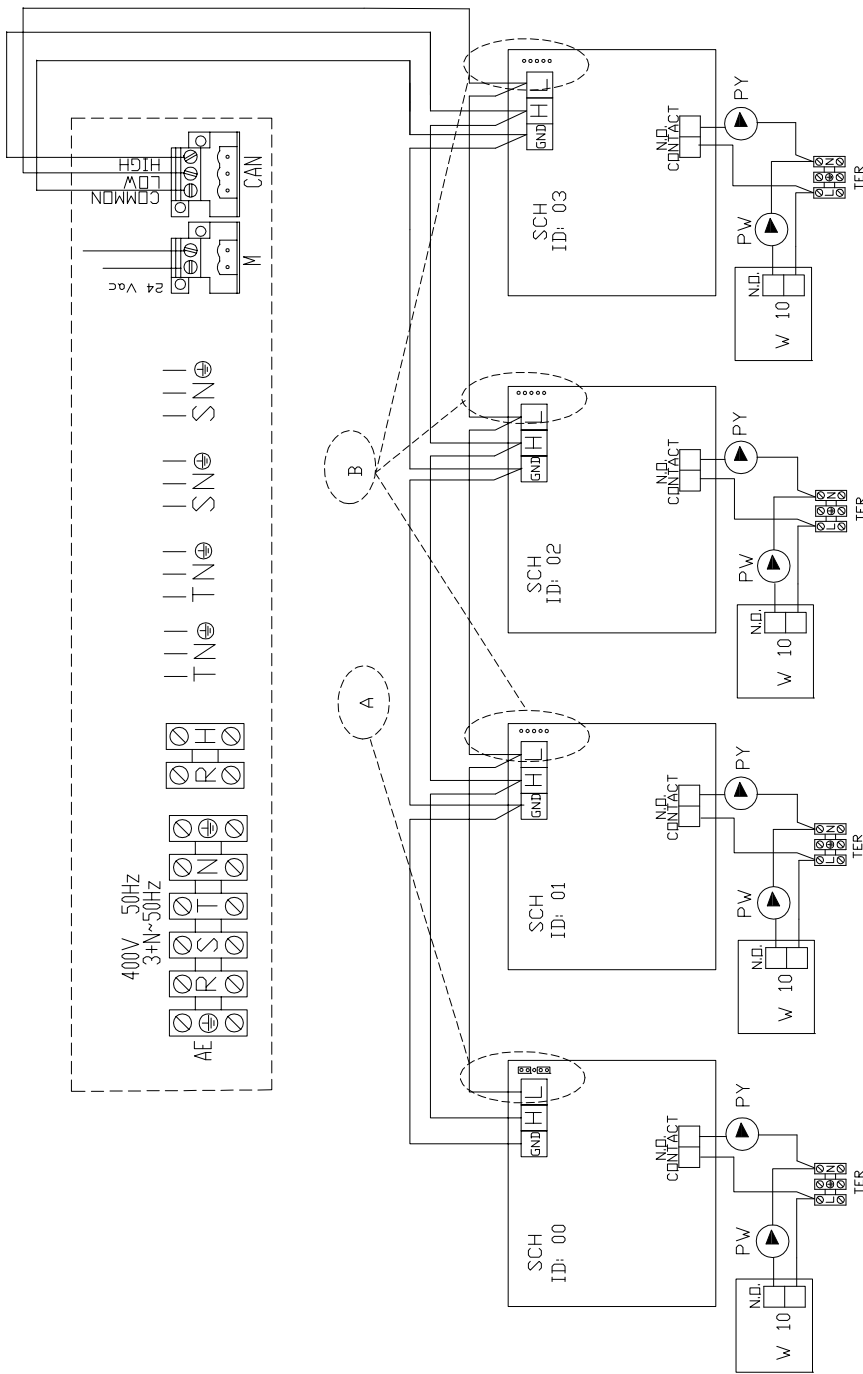 400V 50Hz
3+N~50Hz
AE
R S T N
R H
TN
TN
SN
SN
24 Vac
M
COMMON
LOW
HIGH
CAN
A
B
SCH
ID: 00
GND H L
N.O.
CONTACT
PY
PW
N.O.
W 10
L N
TER
SCH
ID: 01
GND H L
N.O.
CONTACT
PY
PW
N.O.
W 10
L N
TER
SCH
ID: 02
GND H L
N.O.
CONTACT
PY
PW
N.O.
W 10
L N
TER
SCH
ID: 03
GND H L
N.O.
CONTACT
PY
PW
N.O.
W 10
L N
TER